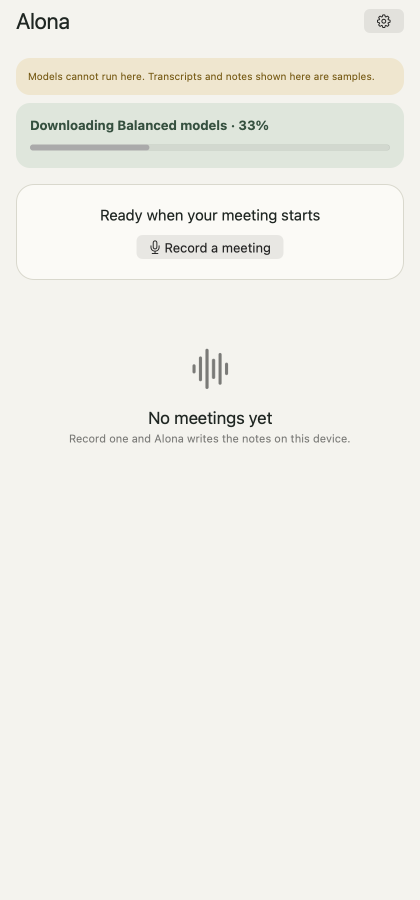 Alona
Models cannot run here. Transcripts and notes shown here are samples.
Downloading Balanced models · 33%
Ready when your meeting starts
Record a meeting
No meetings yet
Record one and Alona writes the notes on this device.